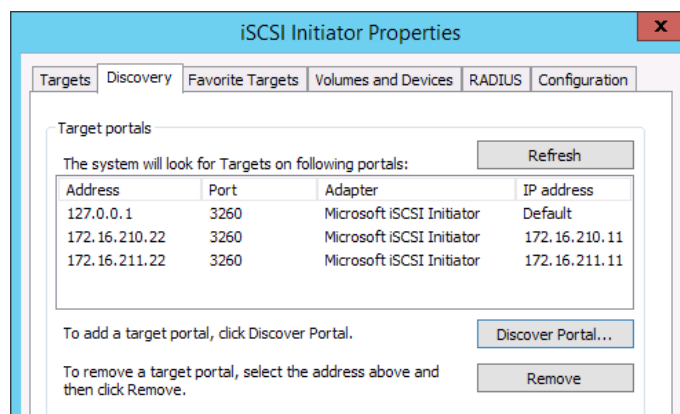 iSCSI Initiator Properties
x
Targets Discovery Favorite Targets Volumes and Devices RADIUS Configuration
Target portals
The system will look for Targets on following portals:
Refresh
Address Port Adapter IP address
127.0.0.1 3260 Microsoft iSCSI Initiator Default
172.16.210.22 3260 Microsoft iSCSI Initiator 172.16.210.11
172.16.211.22 3260 Microsoft iSCSI Initiator 172.16.211.11
To add a target portal, click Discover Portal.
Discover Portal...
To remove a target portal, select the address above and
then click Remove.
Remove